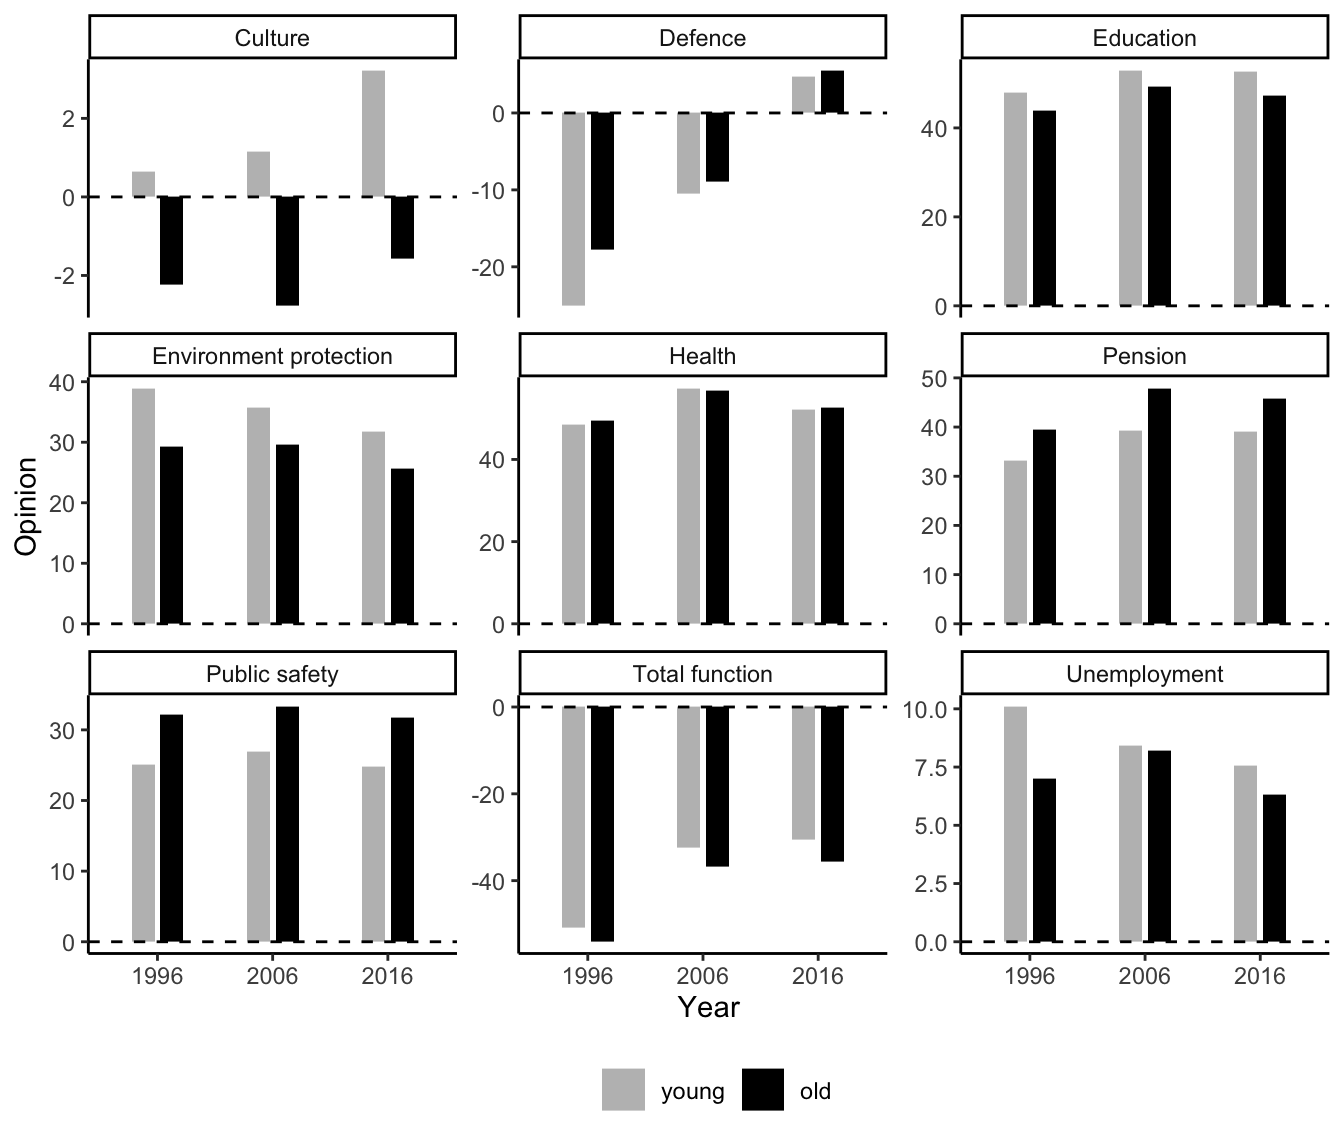 Culture
Defence
Education
2
0
-2
0
-10
-20
40
20
0
Environment protection
Health
Pension
40
30
20
10
0
40
20
0
50
40
30
20
10
0
Opinion
Public safety
Total function
Unemployment
30
20
10
0
0
-20
-40
10.0
7.5
5.0
2.5
0.0
1996 2006 2016
1996 2006 2016
1996 2006 2016
Year
young old